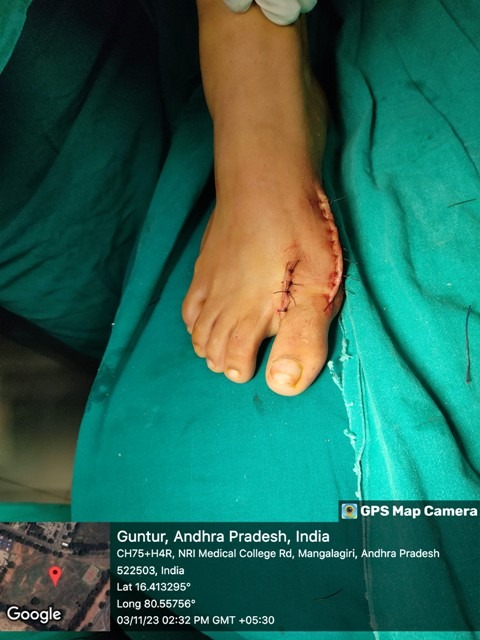 GPS Map Camera
Guntur, Andhra Pradesh, India
CH75+H4R, NRI Medical College Rd, Mangalagiri, Andhra Pradesh
522503, India
Lat 16.413295°
Long 80.55756°
03/11/23 02:32 PM GMT +05:30
Google